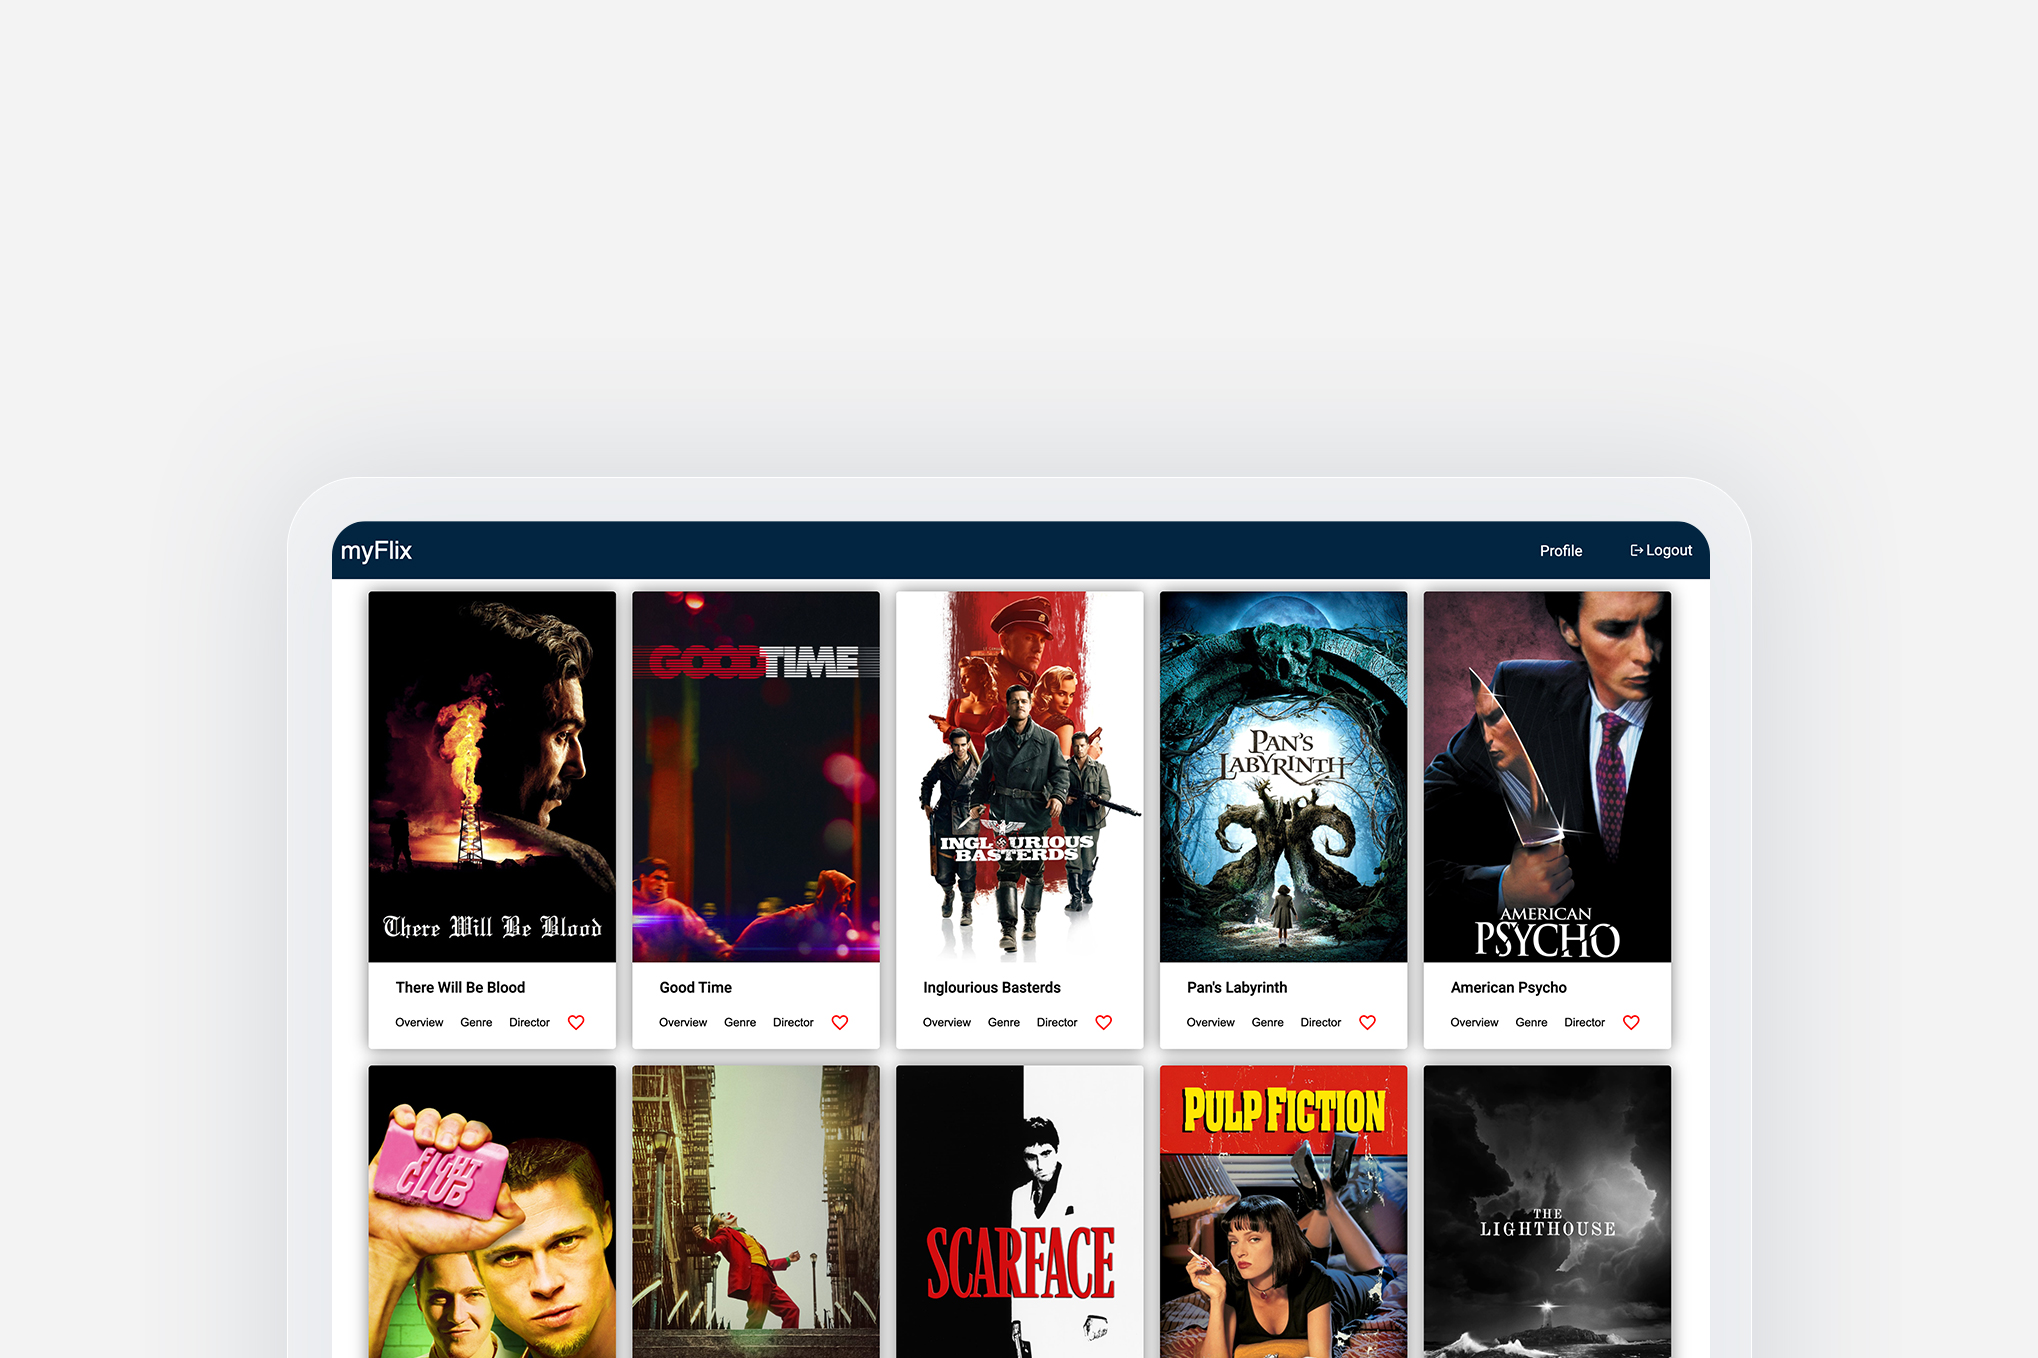 myFlix
Profile
Logout
GOOD TIME
PAN'S
LABYRINTH
INGLOURIOUS
BASTERDS
There Will Be Blood
AMERICAN
PSYCHO
There Will Be Blood
Good Time
Inglourious Basterds
Pan's Labyrinth
American Psycho
Overview Genre Director
Overview Genre Director
Overview Genre Director
Overview Genre Director
Overview Genre Director
FIGHT
CLUB
SCARFACE
PULP FICTION
THE
LIGHTHOUSE